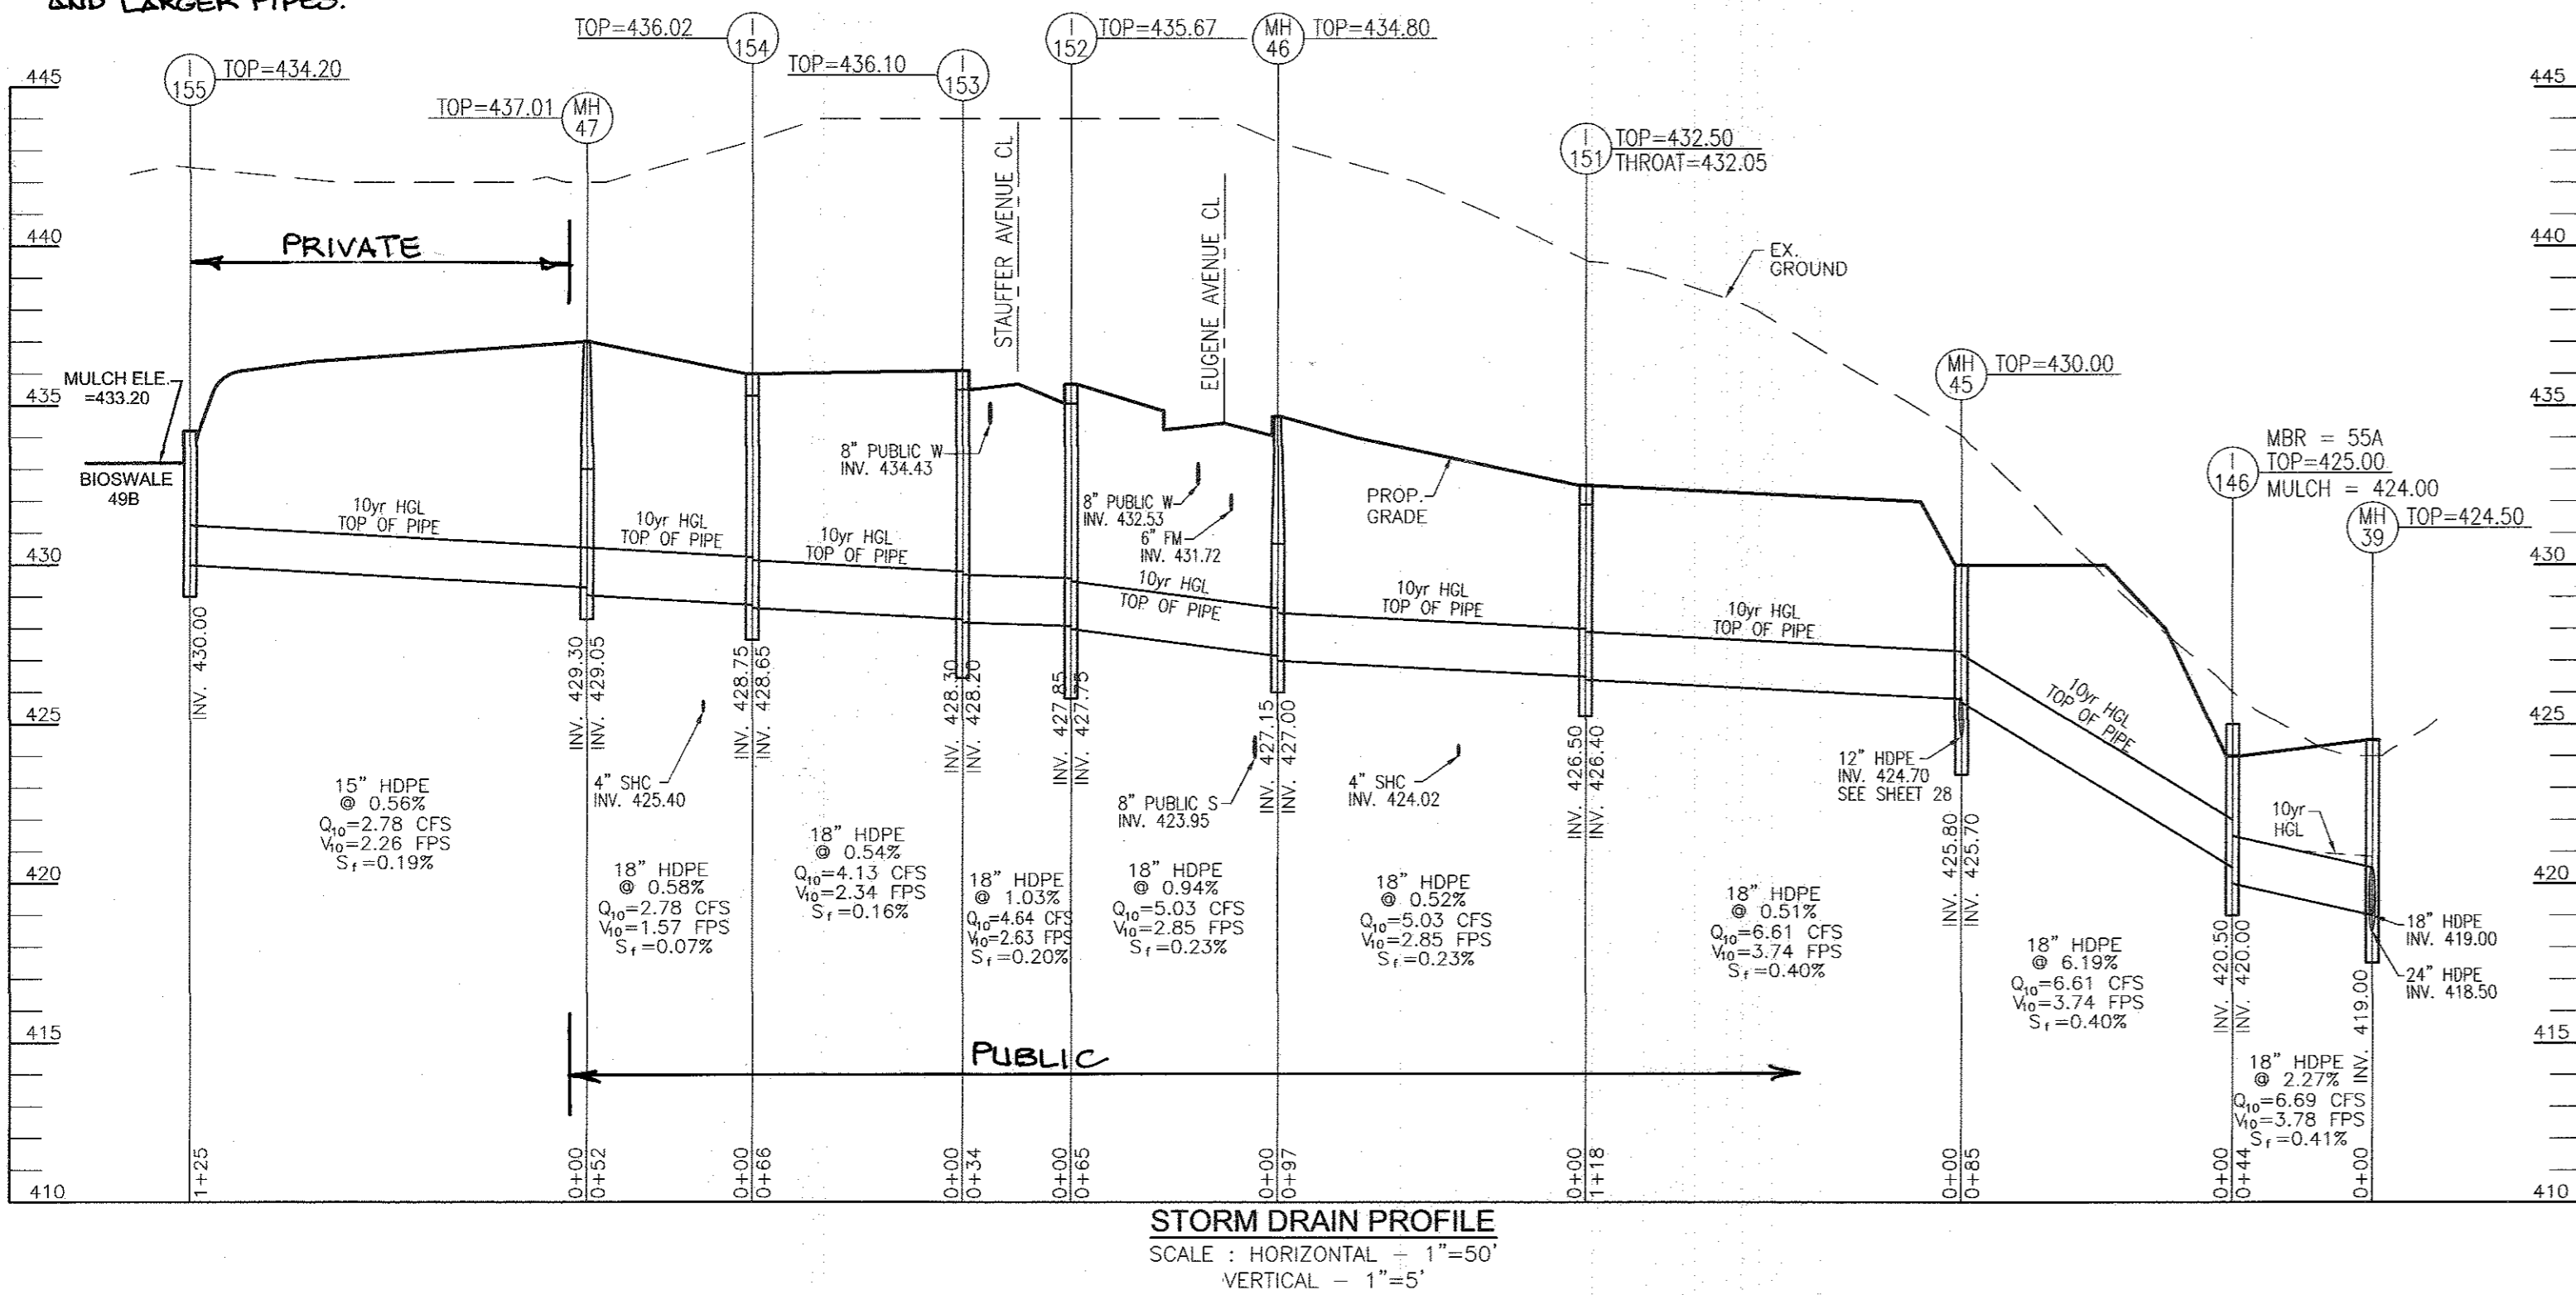 AND LARGER PIPES.
I
155
TOP=434.20
TOP=437.01
MH
47
TOP=436.02
I
154
TOP=436.10
I
153
I
152
TOP=435.67
MH
46
TOP=434.80
I
151
TOP=432.50
THROAT=432.05
MH
45
TOP=430.00
I
146
MBR = 55A
TOP=425.00
MULCH = 424.00
MH
39
TOP=424.50
445
440
435
430
425
420
415
410
445
440
435
430
425
420
415
410
PRIVATE
STAUFFER AVENUE CL
EUGENE AVENUE CL
EX.
GROUND
PROP.
GRADE
MULCH ELE.
=433.20
BIOSWALE
49B
8" PUBLIC W
INV. 434.43
8" PUBLIC W
INV. 432.53
6" FM
INV. 431.72
10yr HGL
TOP OF PIPE
10yr HGL
TOP OF PIPE
10yr HGL
TOP OF PIPE
10yr HGL
TOP OF PIPE
10yr HGL
TOP OF PIPE
10yr HGL
TOP OF PIPE
10yr HGL
TOP OF PIPE
10yr
HGL
INV. 430.00
INV. 429.30
INV. 429.05
INV. 428.75
INV. 428.65
INV. 428.30
INV. 428.20
INV. 427.85
INV. 427.75
INV. 427.15
INV. 427.00
INV. 426.50
INV. 426.40
INV. 425.80
INV. 425.70
INV. 420.50
INV. 420.00
INV. 419.00
4" SHC
INV. 425.40
8" PUBLIC S
INV. 423.95
4" SHC
INV. 424.02
12" HDPE
INV. 424.70
SEE SHEET 28
18" HDPE
INV. 419.00
24" HDPE
INV. 418.50
15" HDPE
@ 0.56%
Q10=2.78 CFS
V10=2.26 FPS
Sf=0.19%
18" HDPE
@ 0.58%
Q10=2.78 CFS
V10=1.57 FPS
Sf=0.07%
18" HDPE
@ 0.54%
Q10=4.13 CFS
V10=2.34 FPS
Sf=0.16%
18" HDPE
@ 1.03%
Q10=4.64 CFS
V10=2.63 FPS
Sf=0.20%
18" HDPE
@ 0.94%
Q10=5.03 CFS
V10=2.85 FPS
Sf=0.23%
18" HDPE
@ 0.52%
Q10=5.03 CFS
V10=2.85 FPS
Sf=0.23%
18" HDPE
@ 0.51%
Q10=6.61 CFS
V10=3.74 FPS
Sf=0.40%
18" HDPE
@ 6.19%
Q10=6.61 CFS
V10=3.74 FPS
Sf=0.40%
18" HDPE
@ 2.27%
Q10=6.69 CFS
V10=3.78 FPS
Sf=0.41%
PUBLIC
1+25
0+00
0+52
0+00
0+66
0+00
0+34
0+00
0+65
0+00
0+97
0+00
1+18
0+00
0+85
0+00
0+44
0+00
STORM DRAIN PROFILE
SCALE : HORIZONTAL - 1"=50'
VERTICAL - 1"=5'